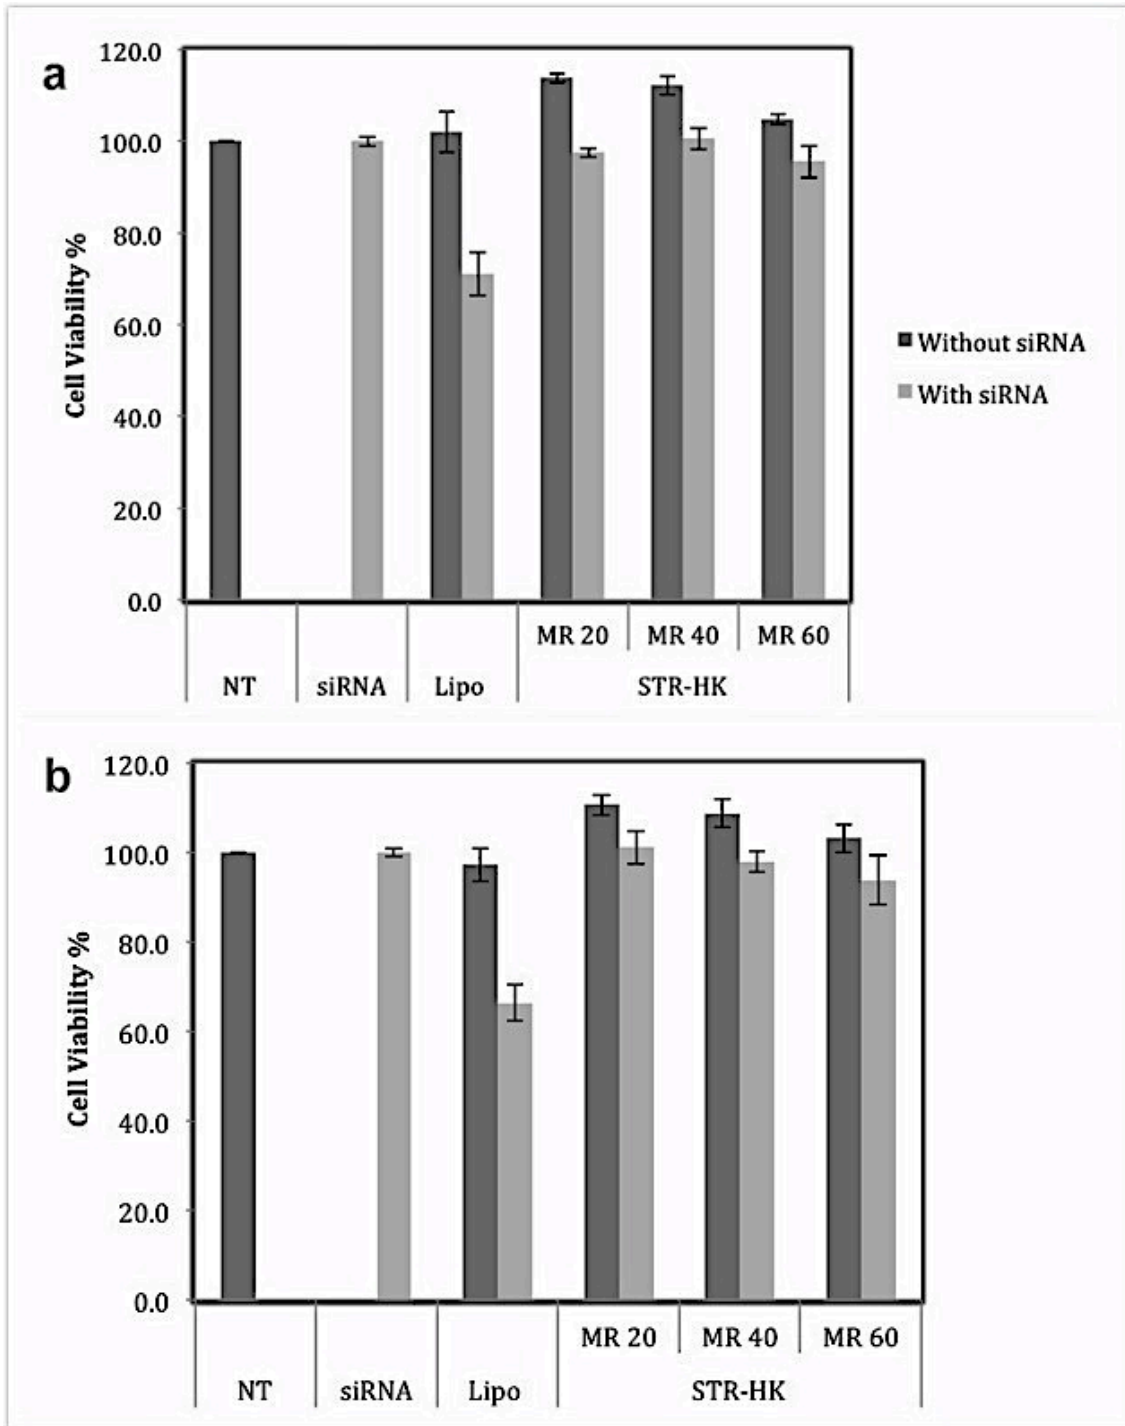 a
120.0
100.0
80.0
60.0
40.0
20.0
0.0
Cell Viability %
Without siRNA
With siRNA
MR 20 MR 40 MR 60
NT siRNA Lipo STR-HK
b
120.0
100.0
80.0
60.0
40.0
20.0
0.0
Cell Viability %
MR 20 MR 40 MR 60
NT siRNA Lipo STR-HK